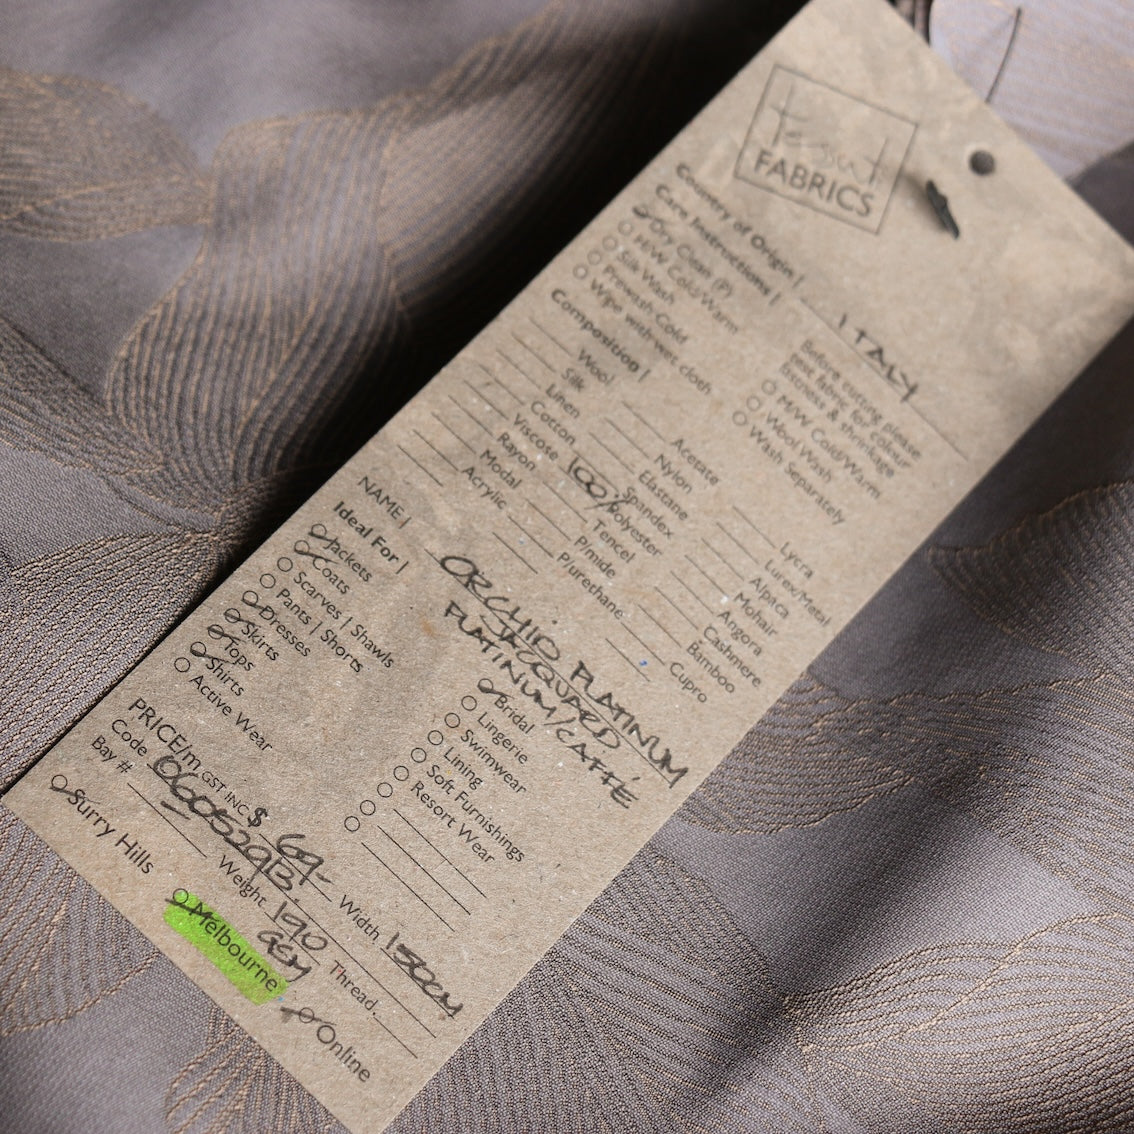 Tessuti
FABRICS
Country of Origin | ITALY
Care Instructions |
Dry Clean (P)
H/W Cold/Warm
Silk Wash
Prewash Cold
Wipe with wet cloth
Before cutting please
test fabric for colour
fastness & shrinkage
M/W Cold/Warm
Wool Wash
Wash Separately
Composition |
Wool
Silk
Linen
Cotton
Viscose
Rayon
Modal
Acrylic
Acetate
Nylon
Elastane
Spandex
100% Polyester
Tencel
P/mide
P/urethane
Lycra
Lurex/Metal
Alpaca
Mohair
Angora
Cashmere
Bamboo
Cupro
NAME | ORCHID PLATINUM
JACQUARD
PLATINUM/CAFFÉ
Ideal For |
Jackets
Coats
Scarves | Shawls
Pants | Shorts
Dresses
Skirts
Tops
Shirts
Active Wear
Bridal
Lingerie
Swimwear
Lining
Soft Furnishings
Resort Wear
PRICE/m GST INC $ 69- Width 150CM
Code 060529B. Weight 190 GSM Thread
Bay #
Surry Hills
Melbourne
Online